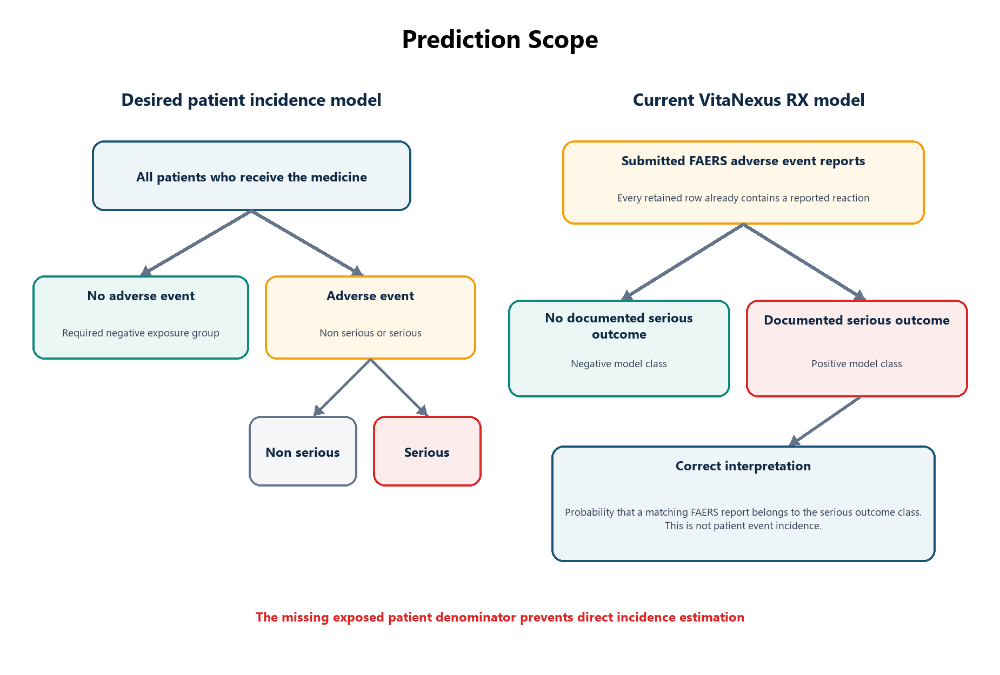 Prediction Scope
Desired patient incidence model
All patients who receive the medicine
No adverse event
Required negative exposure group
Adverse event
Non serious or serious
Non serious
Serious
Current VitaNexus RX model
Submitted FAERS adverse event reports
Every retained row already contains a reported reaction
No documented serious
outcome
Negative model class
Documented serious outcome
Positive model class
Correct interpretation
Probability that a matching FAERS report belongs to the serious outcome class.
This is not patient event incidence.
The missing exposed patient denominator prevents direct incidence estimation